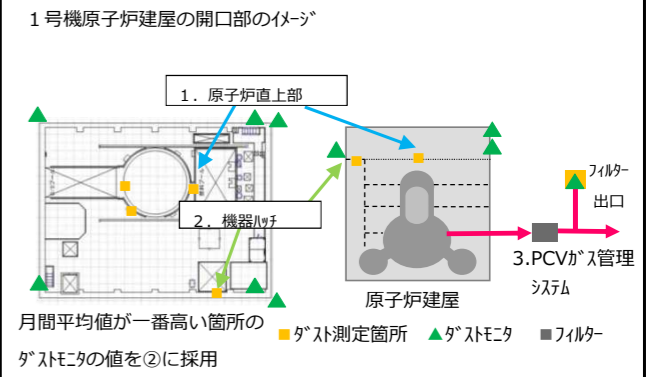 １号機原子炉建屋の開口部のｲﾒｰｼﾞ
１．原子炉直上部
２．機器ﾊｯﾁ
ﾌｨﾙﾀｰ
出口
3.PCVｶﾞｽ管理
ｼｽﾃﾑ
原子炉建屋
月間平均値が一番高い箇所の
ﾀﾞｽﾄﾓﾆﾀの値を②に採用
ﾀﾞｽﾄ測定箇所 ﾀﾞｽﾄﾓﾆﾀ ﾌｨﾙﾀｰ